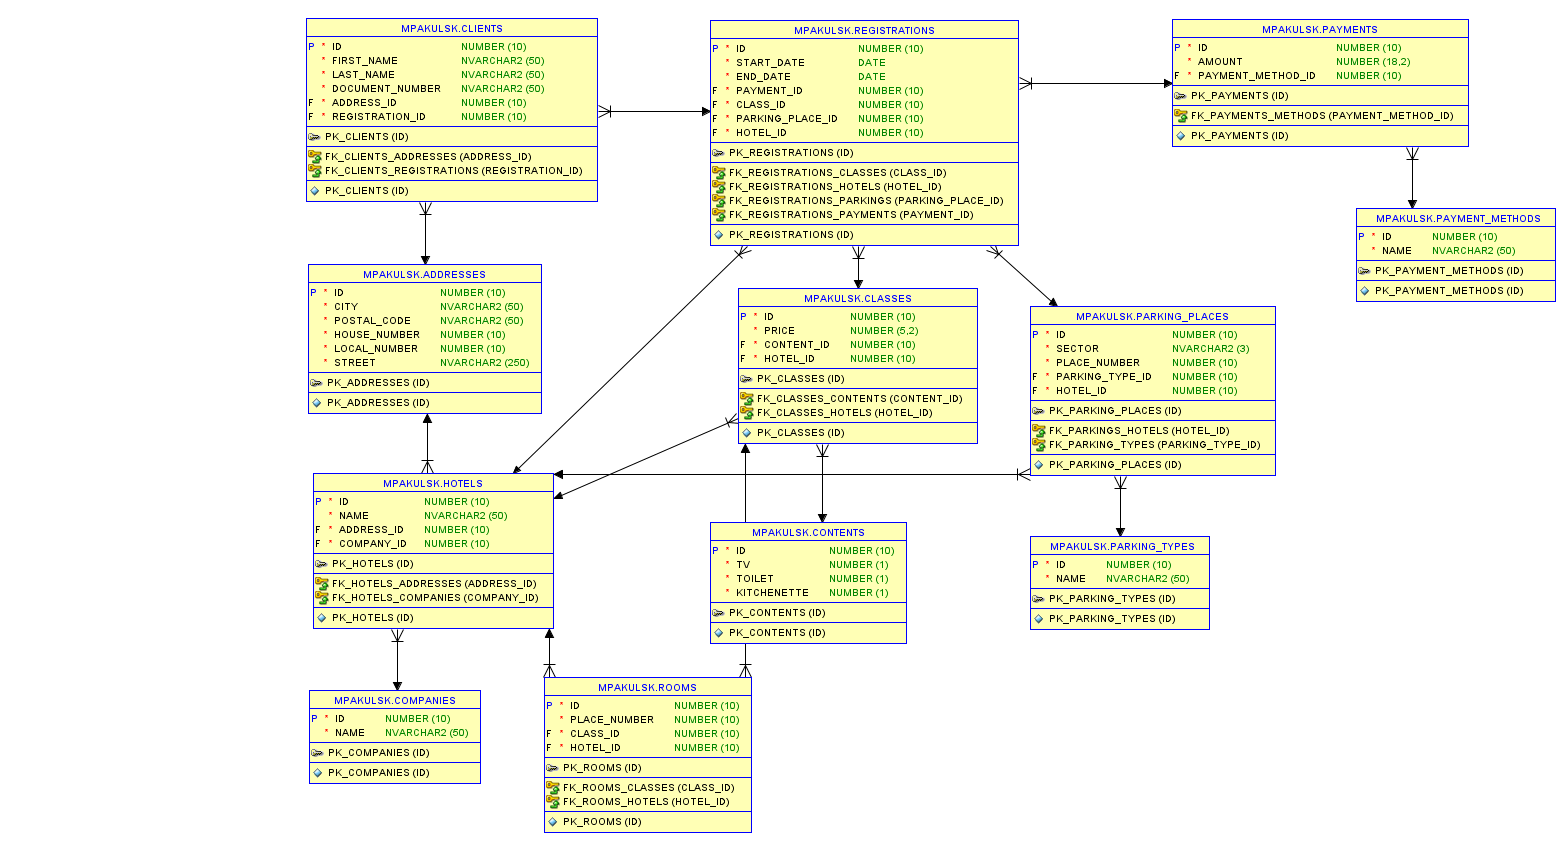 MPAKULSK.CLIENTS
P * ID NUMBER (10)
* FIRST_NAME NVARCHAR2 (50)
* LAST_NAME NVARCHAR2 (50)
* DOCUMENT_NUMBER NVARCHAR2 (50)
F * ADDRESS_ID NUMBER (10)
F * REGISTRATION_ID NUMBER (10)
PK_CLIENTS (ID)
FK_CLIENTS_ADDRESSES (ADDRESS_ID)
FK_CLIENTS_REGISTRATIONS (REGISTRATION_ID)
PK_CLIENTS (ID)
MPAKULSK.REGISTRATIONS
P * ID NUMBER (10)
* START_DATE DATE
* END_DATE DATE
F * PAYMENT_ID NUMBER (10)
F * CLASS_ID NUMBER (10)
F * PARKING_PLACE_ID NUMBER (10)
F * HOTEL_ID NUMBER (10)
PK_REGISTRATIONS (ID)
FK_REGISTRATIONS_CLASSES (CLASS_ID)
FK_REGISTRATIONS_HOTELS (HOTEL_ID)
FK_REGISTRATIONS_PARKINGS (PARKING_PLACE_ID)
FK_REGISTRATIONS_PAYMENTS (PAYMENT_ID)
PK_REGISTRATIONS (ID)
MPAKULSK.PAYMENTS
P * ID NUMBER (10)
* AMOUNT NUMBER (18,2)
F * PAYMENT_METHOD_ID NUMBER (10)
PK_PAYMENTS (ID)
FK_PAYMENTS_METHODS (PAYMENT_METHOD_ID)
PK_PAYMENTS (ID)
MPAKULSK.PAYMENT_METHODS
P * ID NUMBER (10)
* NAME NVARCHAR2 (50)
PK_PAYMENT_METHODS (ID)
PK_PAYMENT_METHODS (ID)
MPAKULSK.ADDRESSES
P * ID NUMBER (10)
* CITY NVARCHAR2 (50)
* POSTAL_CODE NVARCHAR2 (50)
* HOUSE_NUMBER NUMBER (10)
* LOCAL_NUMBER NUMBER (10)
* STREET NVARCHAR2 (250)
PK_ADDRESSES (ID)
PK_ADDRESSES (ID)
MPAKULSK.CLASSES
P * ID NUMBER (10)
* PRICE NUMBER (5,2)
F * CONTENT_ID NUMBER (10)
F * HOTEL_ID NUMBER (10)
PK_CLASSES (ID)
FK_CLASSES_CONTENTS (CONTENT_ID)
FK_CLASSES_HOTELS (HOTEL_ID)
PK_CLASSES (ID)
MPAKULSK.PARKING_PLACES
P * ID NUMBER (10)
* SECTOR NVARCHAR2 (3)
* PLACE_NUMBER NUMBER (10)
F * PARKING_TYPE_ID NUMBER (10)
F * HOTEL_ID NUMBER (10)
PK_PARKING_PLACES (ID)
FK_PARKINGS_HOTELS (HOTEL_ID)
FK_PARKING_TYPES (PARKING_TYPE_ID)
PK_PARKING_PLACES (ID)
MPAKULSK.HOTELS
P * ID NUMBER (10)
* NAME NVARCHAR2 (50)
F * ADDRESS_ID NUMBER (10)
F * COMPANY_ID NUMBER (10)
PK_HOTELS (ID)
FK_HOTELS_ADDRESSES (ADDRESS_ID)
FK_HOTELS_COMPANIES (COMPANY_ID)
PK_HOTELS (ID)
MPAKULSK.CONTENTS
P * ID NUMBER (10)
* TV NUMBER (1)
* TOILET NUMBER (1)
* KITCHENETTE NUMBER (1)
PK_CONTENTS (ID)
PK_CONTENTS (ID)
MPAKULSK.PARKING_TYPES
P * ID NUMBER (10)
* NAME NVARCHAR2 (50)
PK_PARKING_TYPES (ID)
PK_PARKING_TYPES (ID)
MPAKULSK.COMPANIES
P * ID NUMBER (10)
* NAME NVARCHAR2 (50)
PK_COMPANIES (ID)
PK_COMPANIES (ID)
MPAKULSK.ROOMS
P * ID NUMBER (10)
* PLACE_NUMBER NUMBER (10)
F * CLASS_ID NUMBER (10)
F * HOTEL_ID NUMBER (10)
PK_ROOMS (ID)
FK_ROOMS_CLASSES (CLASS_ID)
FK_ROOMS_HOTELS (HOTEL_ID)
PK_ROOMS (ID)